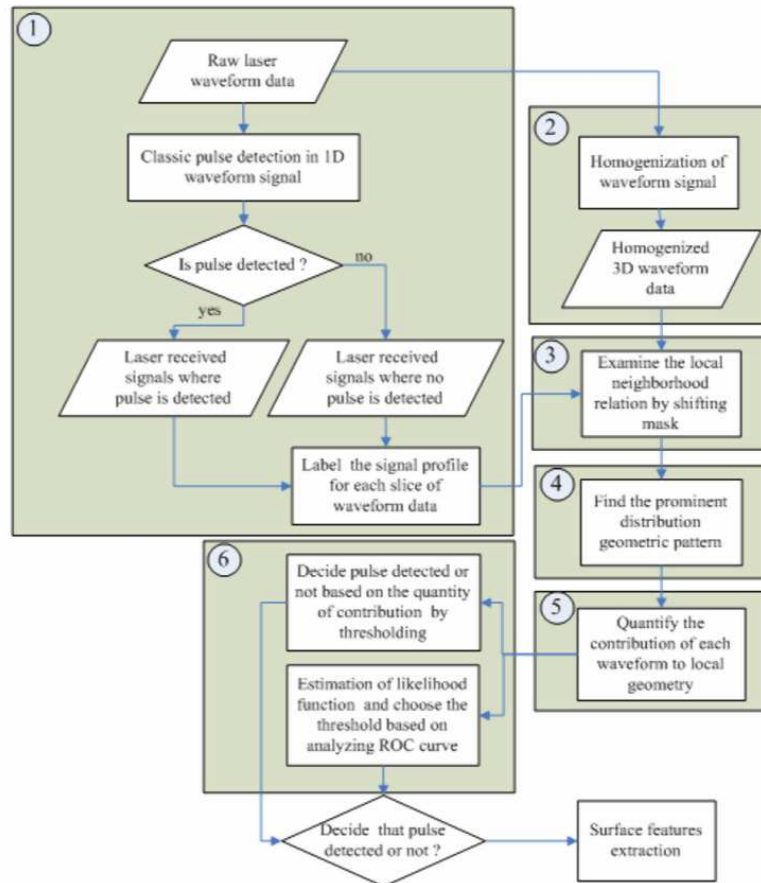 1
Raw laser
waveform data
2
Classic pulse detection in 1D
waveform signal
Homogenization of
waveform signal
Is pulse detected ?
no
yes
Homogenized
3D waveform
data
Laser received
signals where
pulse is detected
Laser received
signals where no
pulse is detected
3
Examine the local
neighborhood
relation by shifting
mask
Label the signal profile
for each slice of
waveform data
4
Find the prominent
distribution
geometric pattern
6
Decide pulse detected or
not based on the quantity
of contribution by
thresholding
5
Quantify the
contribution of each
waveform to local
geometry
Estimation of likelihood
function and choose the
threshold based on
analyzing ROC curve
Decide that pulse
detected or not ?
Surface features
extraction